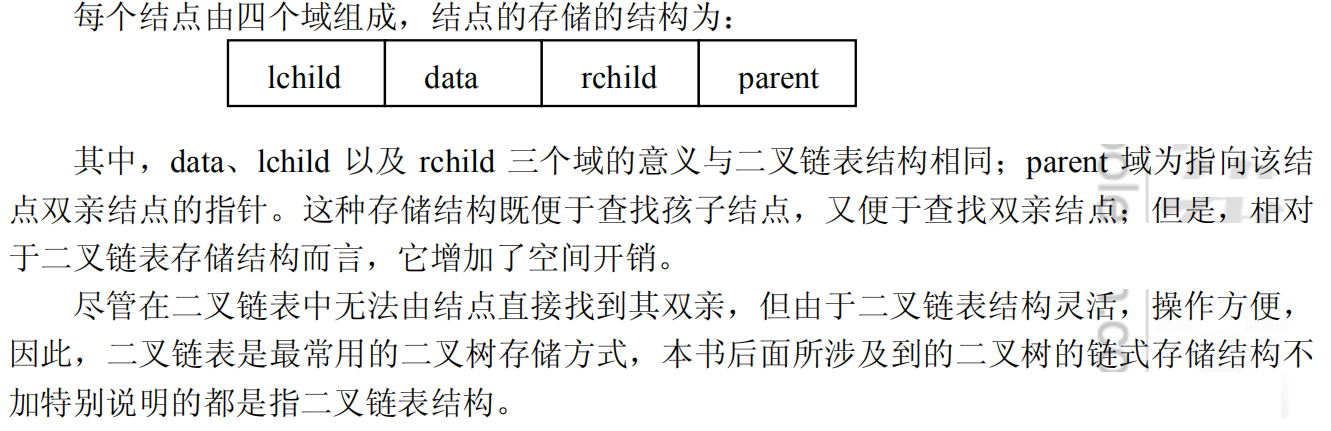 每个结点由四个域组成，结点的存储的结构为：
lchild data rchild parent
其中，data、lchild 以及 rchild 三个域的意义与二叉链表结构相同；parent 域为指向该结
点双亲结点的指针。这种存储结构既便于查找孩子结点，又便于查找双亲结点；但是，相对
于二叉链表存储结构而言，它增加了空间开销。
尽管在二叉链表中无法由结点直接找到其双亲，但由于二叉链表结构灵活，操作方便，
因此，二叉链表是最常用的二叉树存储方式，本书后面所涉及到的二叉树的链式存储结构不
加特别说明的都是指二叉链表结构。